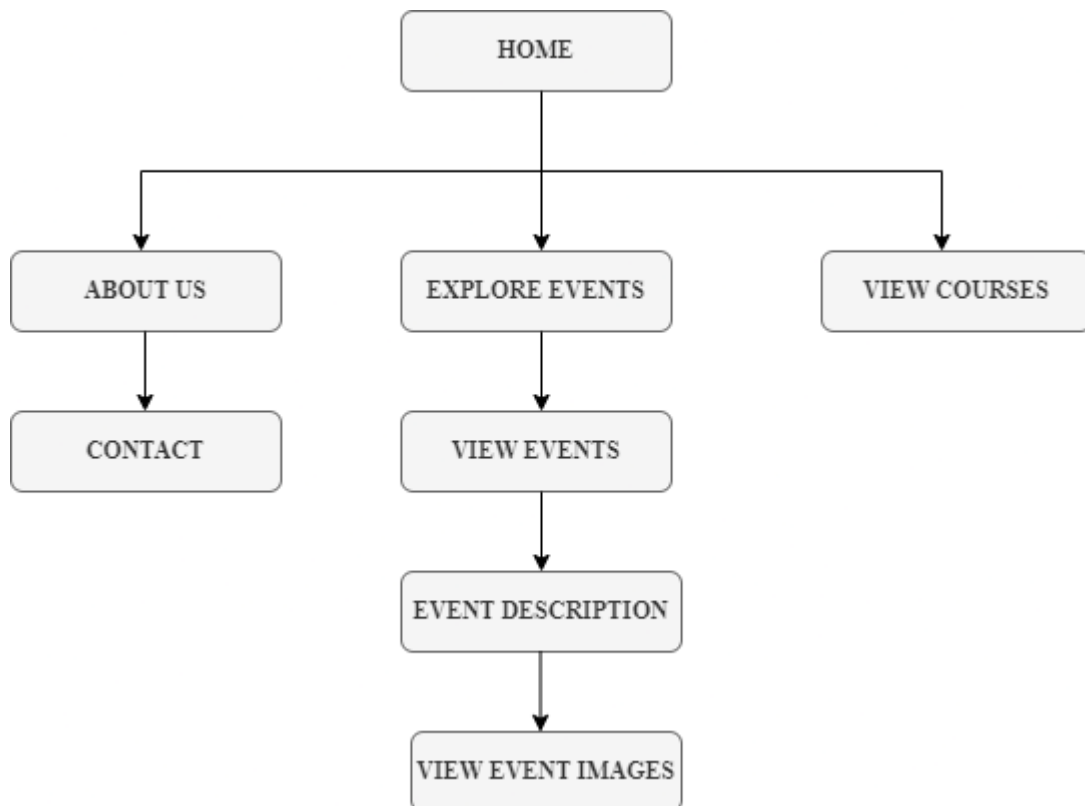 HOME
ABOUT US
EXPLORE EVENTS
VIEW COURSES
CONTACT
VIEW EVENTS
EVENT DESCRIPTION
VIEW EVENT IMAGES